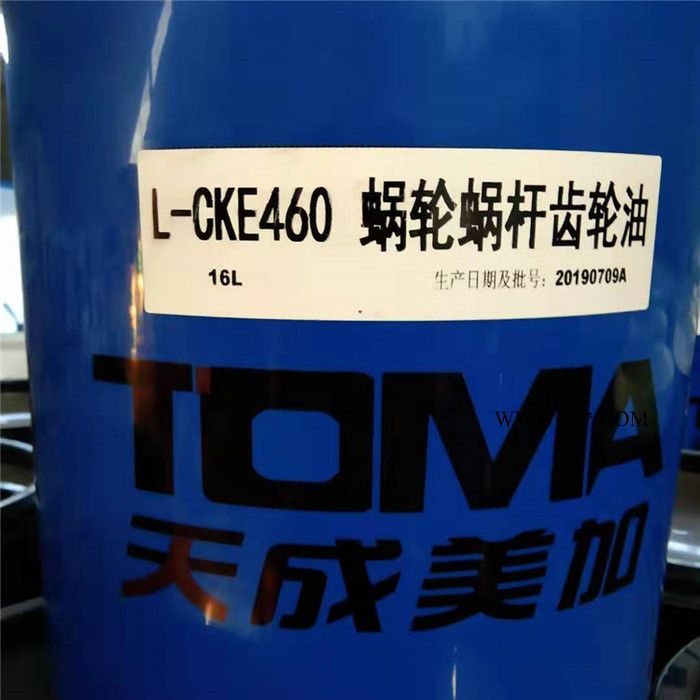 L-CKE460 蜗轮蜗杆齿轮油
16L 生产日期及批号: 20190709A
TOMA
天成美加